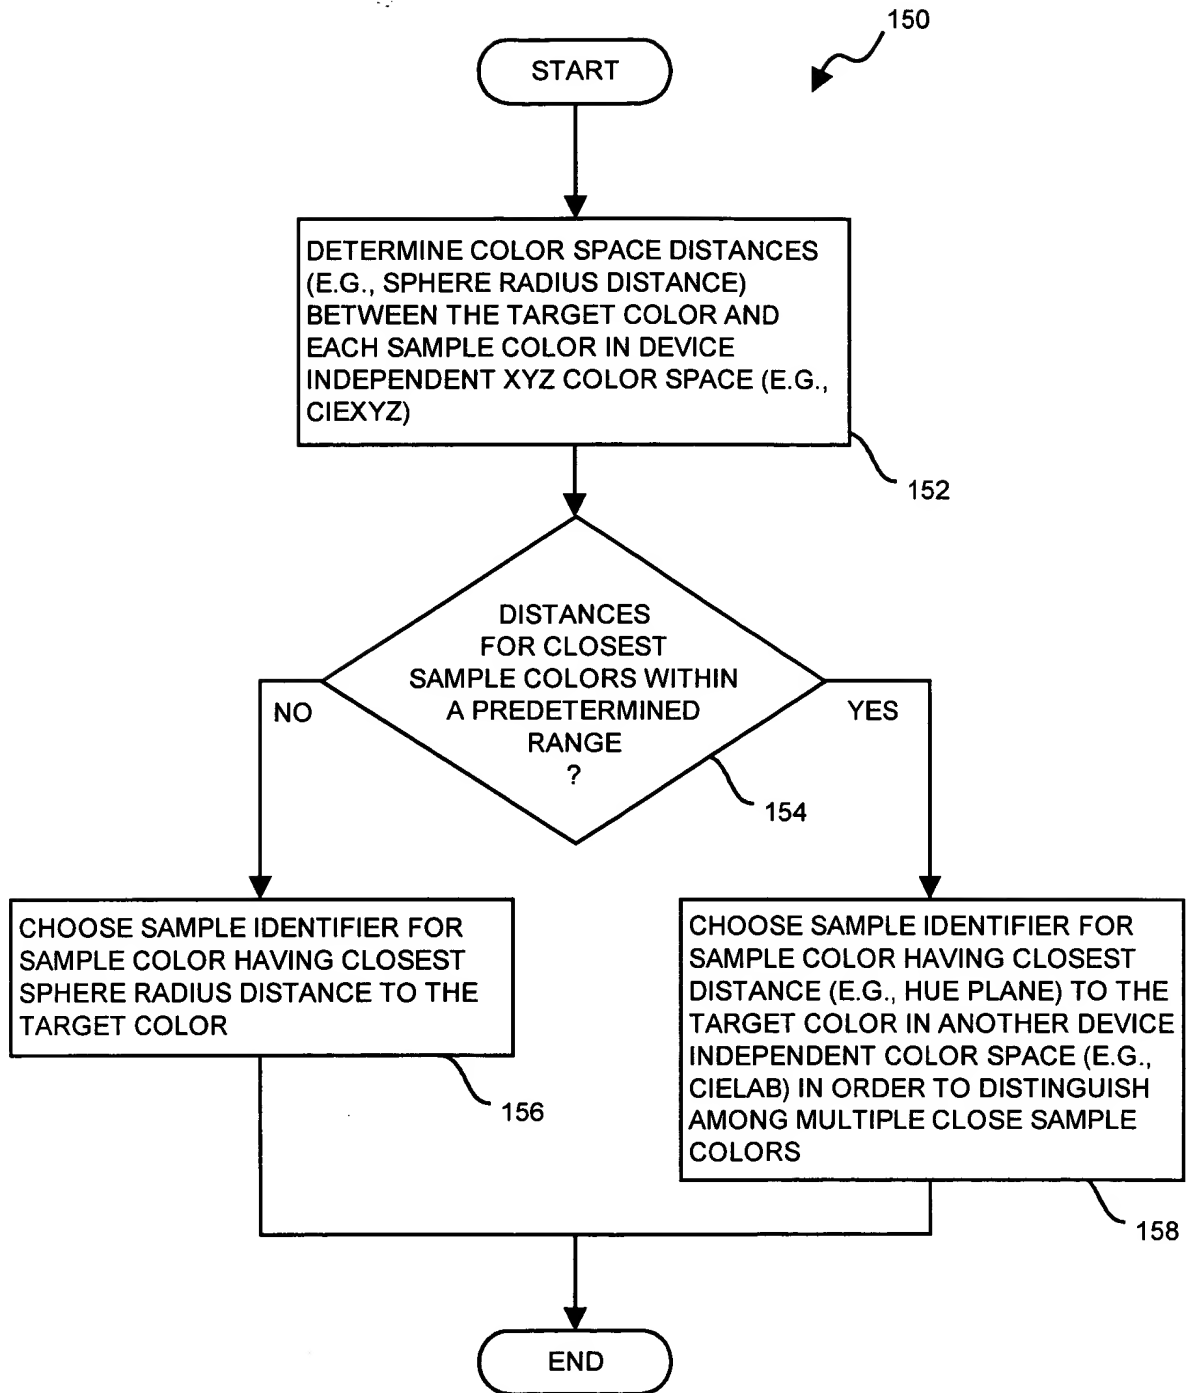 150
START
DETERMINE COLOR SPACE DISTANCES
(E.G., SPHERE RADIUS DISTANCE)
BETWEEN THE TARGET COLOR AND
EACH SAMPLE COLOR IN DEVICE
INDEPENDENT XYZ COLOR SPACE (E.G.,
CIEXYZ)
152
DISTANCES
FOR CLOSEST
SAMPLE COLORS WITHIN
A PREDETERMINED
RANGE
?
NO
YES
154
CHOOSE SAMPLE IDENTIFIER FOR
SAMPLE COLOR HAVING CLOSEST
SPHERE RADIUS DISTANCE TO THE
TARGET COLOR
156
CHOOSE SAMPLE IDENTIFIER FOR
SAMPLE COLOR HAVING CLOSEST
DISTANCE (E.G., HUE PLANE) TO THE
TARGET COLOR IN ANOTHER DEVICE
INDEPENDENT COLOR SPACE (E.G.,
CIELAB) IN ORDER TO DISTINGUISH
AMONG MULTIPLE CLOSE SAMPLE
COLORS
158
END